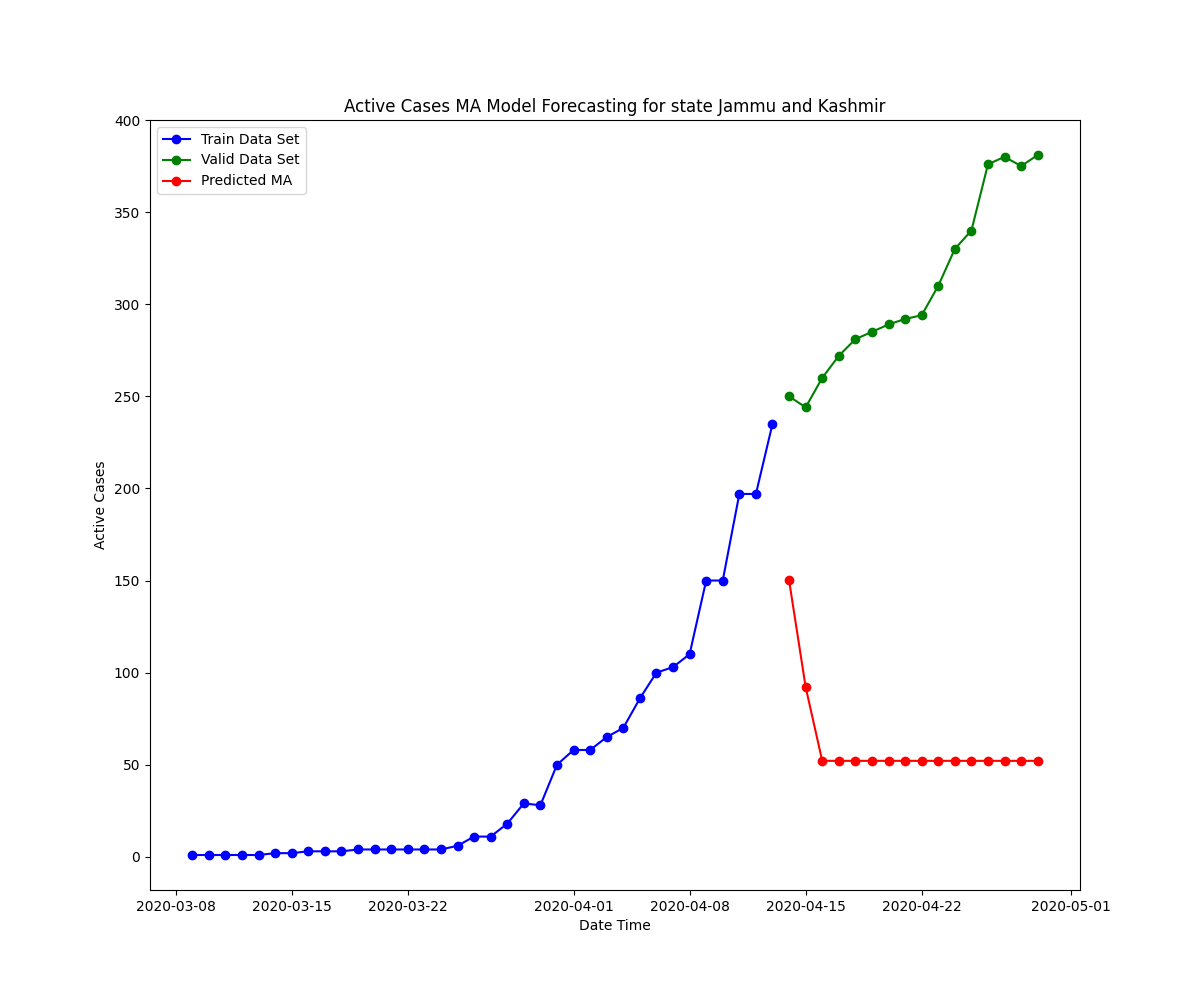 Active Cases MA Model Forecasting for state Jammu and Kashmir
Train Data Set
Valid Data Set
Predicted MA
400
350
300
250
200
150
100
50
0
Active Cases
2020-03-08 2020-03-15 2020-03-22 2020-04-01 2020-04-08 2020-04-15 2020-04-22 2020-05-01
Date Time